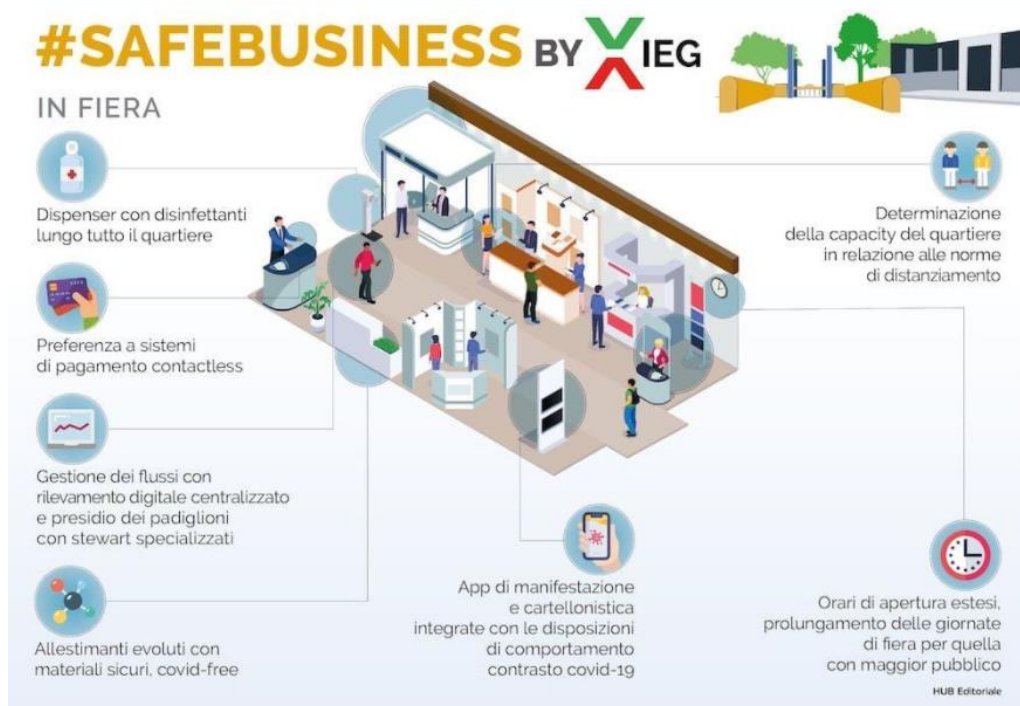 #SAFEBUSINESS BY IEG
IN FIERA
Dispenser con disinfettanti
lungo tutto il quartiere
Preferenza a sistemi
di pagamento contactless
Gestione dei flussi con
rilevamento digitale centralizzato
e presidio dei padiglioni
con stewart specializzati
Allestimanti evoluti con
materiali sicuri, covid-free
App di manifestazione
e cartellonistica
integrate con le disposizioni
di comportamento
contrasto covid-19
Determinazione
della capacity del quartiere
in relazione alle norme
di distanziamento
Orari di apertura estesi,
prolungamento delle giornate
di fiera per quella
con maggior pubblico
HUB Editoriale